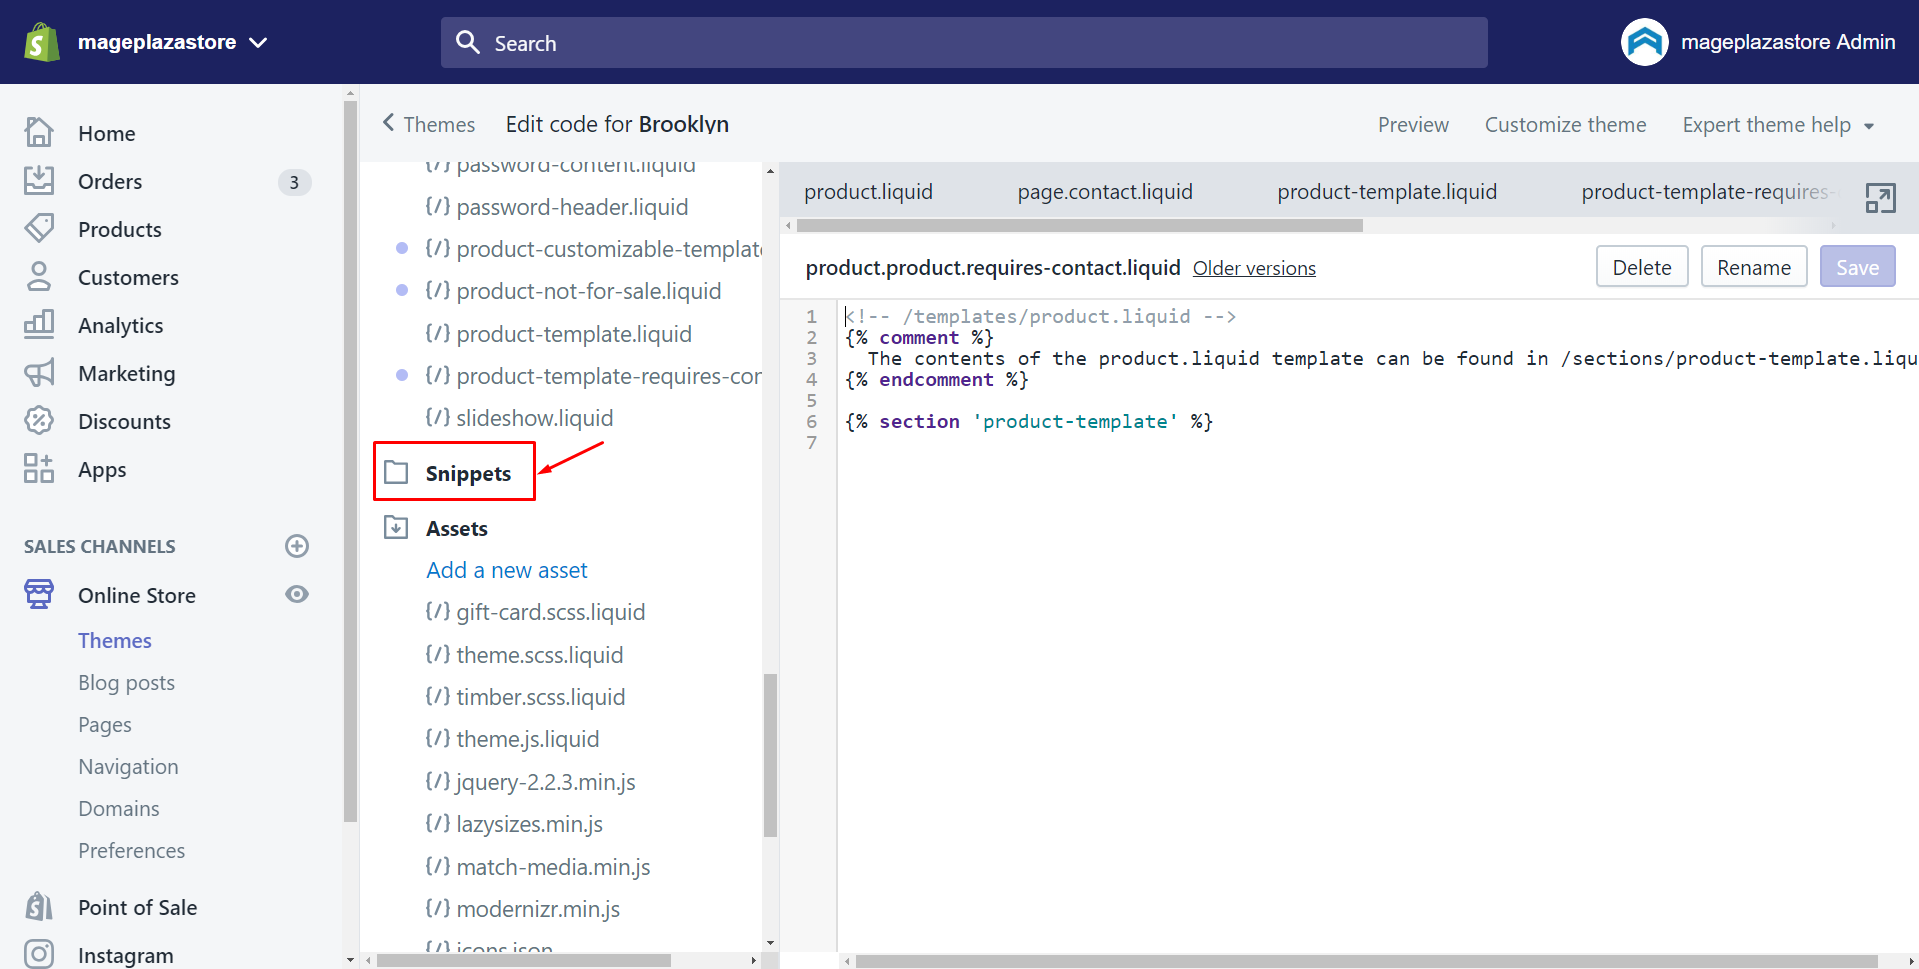 mageplazastore
Search
mageplazastore Admin
Home
Orders
3
Products
Customers
Analytics
Marketing
Discounts
Apps
SALES CHANNELS
Online Store
Themes
Blog posts
Pages
Navigation
Domains
Preferences
Point of Sale
Instagram
Themes
Edit code for Brooklyn
Preview
Customize theme
Expert theme help
{/} password-content.liquid
{/} password-header.liquid
{/} product-customizable-template
{/} product-not-for-sale.liquid
{/} product-template.liquid
{/} product-template-requires-con
{/} slideshow.liquid
Snippets
Assets
Add a new asset
{/} gift-card.scss.liquid
{/} theme.scss.liquid
{/} timber.scss.liquid
{/} theme.js.liquid
{/} jquery-2.2.3.min.js
{/} lazysizes.min.js
{/} match-media.min.js
{/} modernizr.min.js
{/} icons.json
product.liquid
page.contact.liquid
product-template.liquid
product-template-requires-
product.product.requires-contact.liquid
Older versions
Delete
Rename
Save
1 <!-- /templates/product.liquid -->
2 {% comment %}
3 The contents of the product.liquid template can be found in /sections/product-template.liqu
4 {% endcomment %}
5
6 {% section 'product-template' %}
7